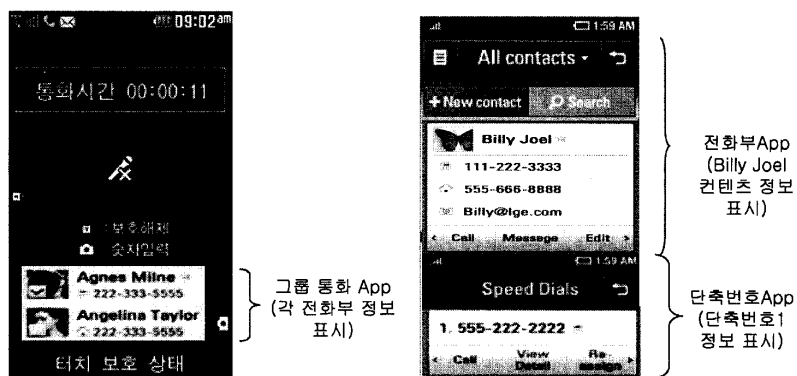 09:02am
통화시간 00:00:11
: 보호해제
: 숫자입력
Agnes Milne
222-333-5555
Angelina Taylor
222-333-5555
터치 보호 상태
그룹 통화 App
(각 전화부 정보
표시)
1:59 AM
All contacts
+ New contact
Search
Billy Joel
111-222-3333
555-666-8888
Billy@lge.com
Call Message Edit
1:59 AM
Speed Dials
1. 555-222-2222
Call View Detail Re-assign
전화부App
(Billy Joel
컨텐츠 정보
표시)
단축번호App
(단축번호1
정보 표시)